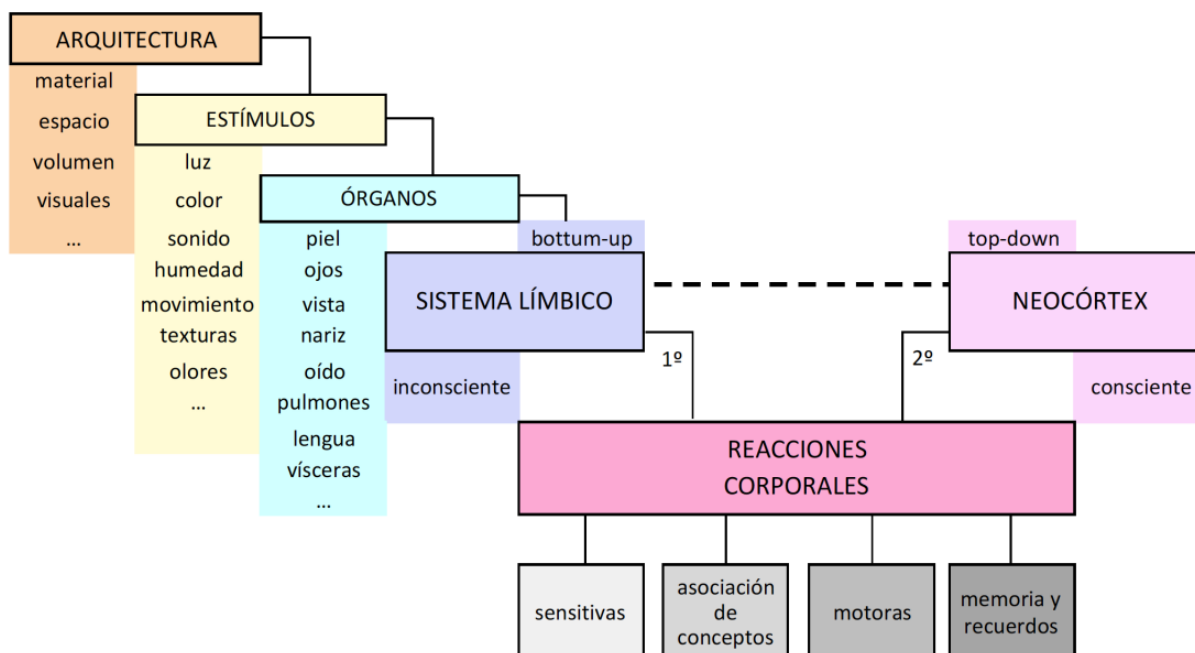 ARQUITECTURA
material
espacio
volumen
visuales
...
ESTÍMULOS
luz
color
sonido
humedad
movimiento
texturas
olores
...
ÓRGANOS
piel
ojos
vista
nariz
oído
pulmones
lengua
vísceras
...
bottum-up
SISTEMA LÍMBICO
inconsciente
top-down
NEOCÓRTEX
consciente
1º
2º
REACCIONES
CORPORALES
sensitivas
asociación
de
conceptos
motoras
memoria y
recuerdos